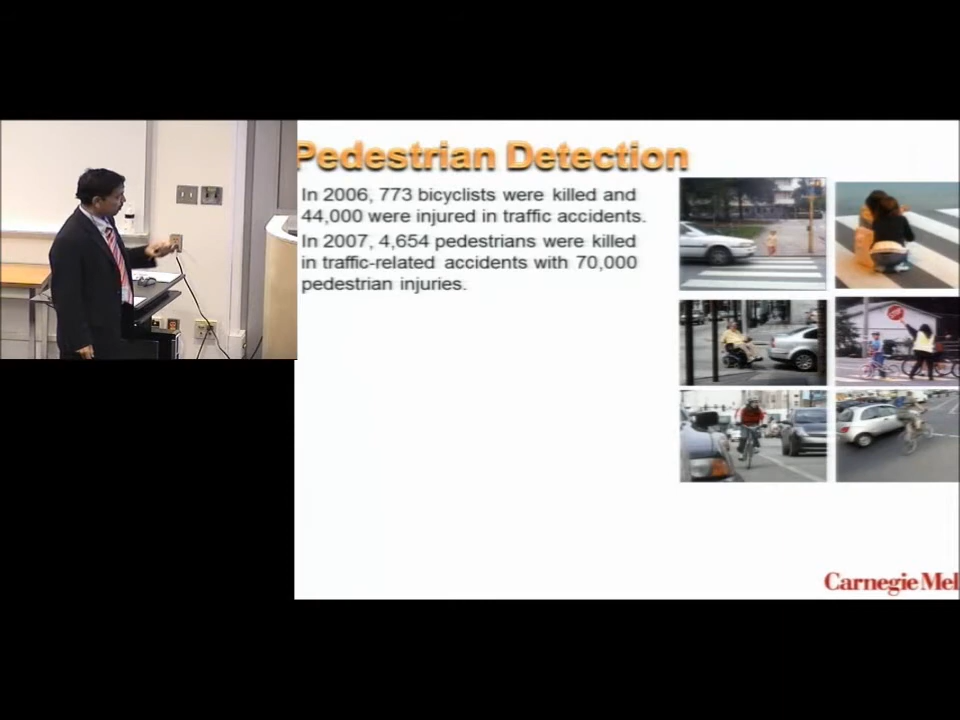 Pedestrian Detection
In 2006, 773 bicyclists were killed and
44,000 were injured in traffic accidents.
In 2007, 4,654 pedestrians were killed
in traffic-related accidents with 70,000
pedestrian injuries.
Carnegie Mel